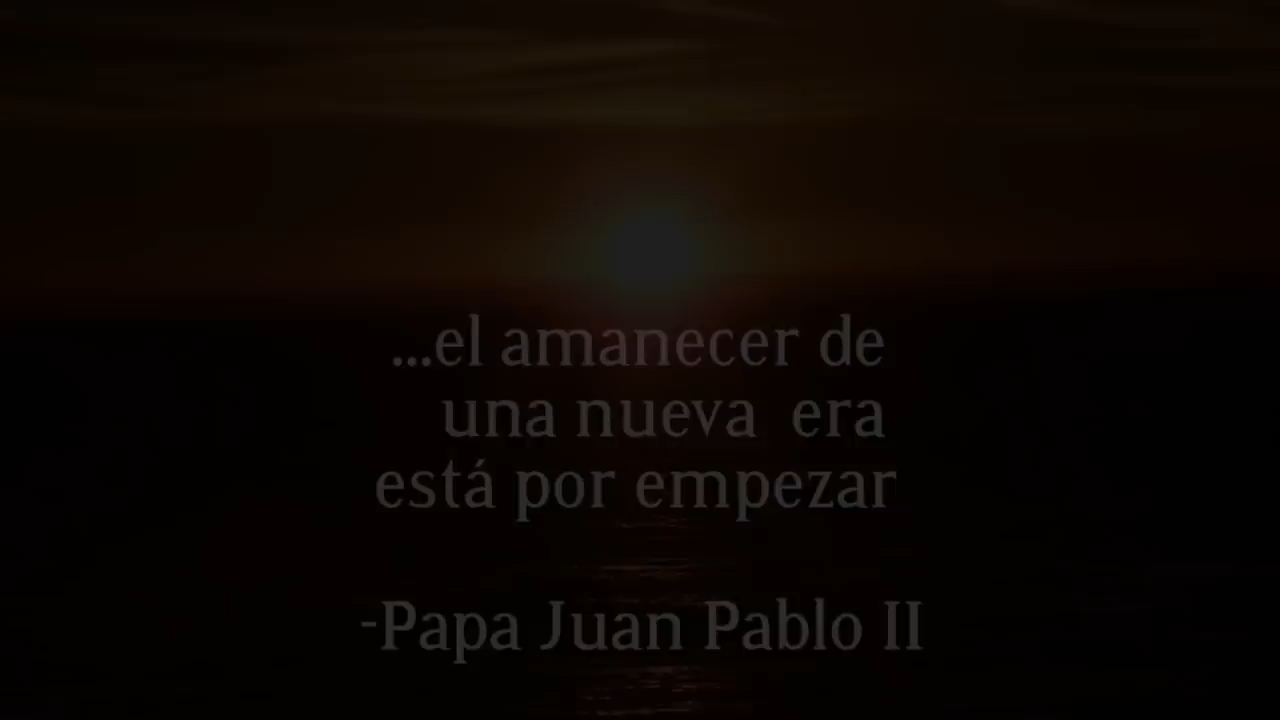 ...el amanecer de
una nueva era
está por empezar
-Papa Juan Pablo II